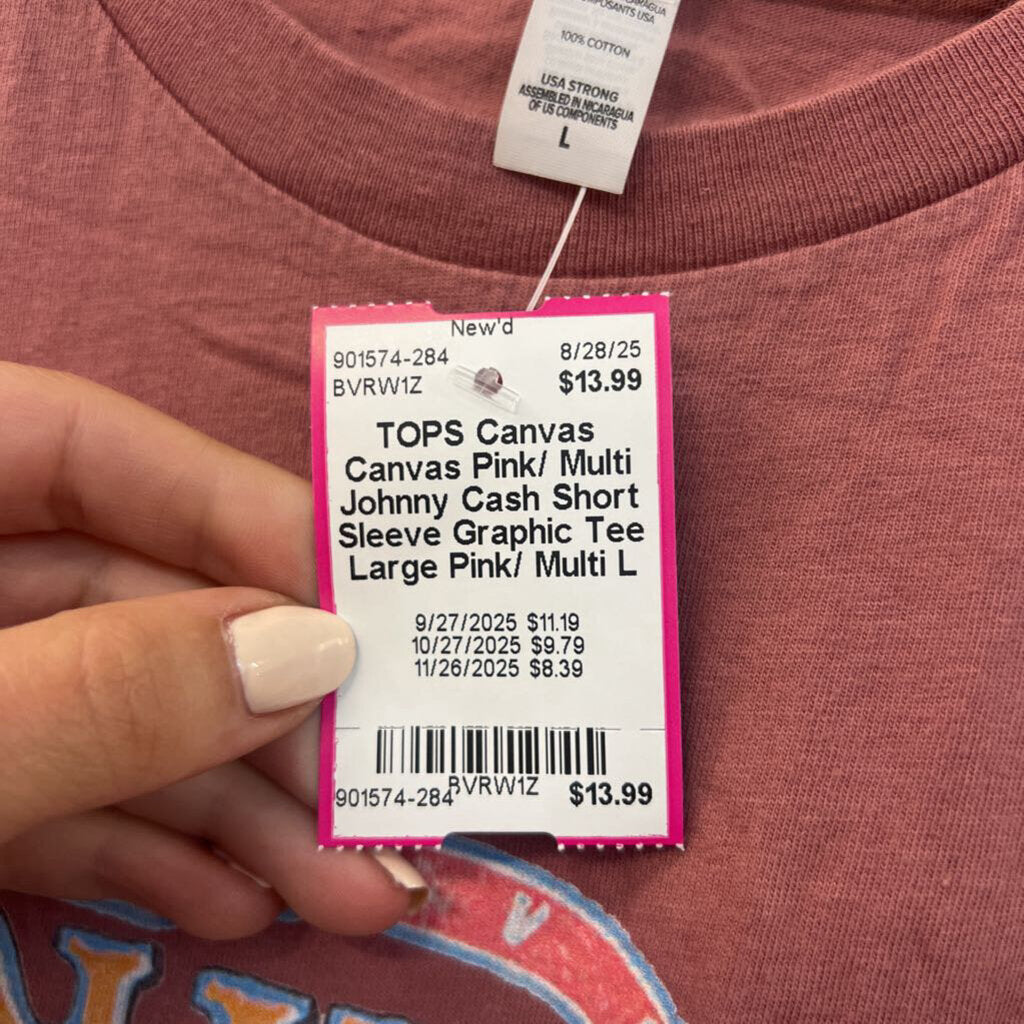 100% COTTON
USA STRONG
ASSEMBLED IN NICARAGUA
OF US COMPONENTS
L
New'd
901574-284 8/28/25
BVRW1Z $13.99
TOPS Canvas
Canvas Pink/ Multi
Johnny Cash Short
Sleeve Graphic Tee
Large Pink/ Multi L
9/27/2025 $11.19
10/27/2025 $9.79
11/26/2025 $8.39
BVRW1Z
901574-284 $13.99